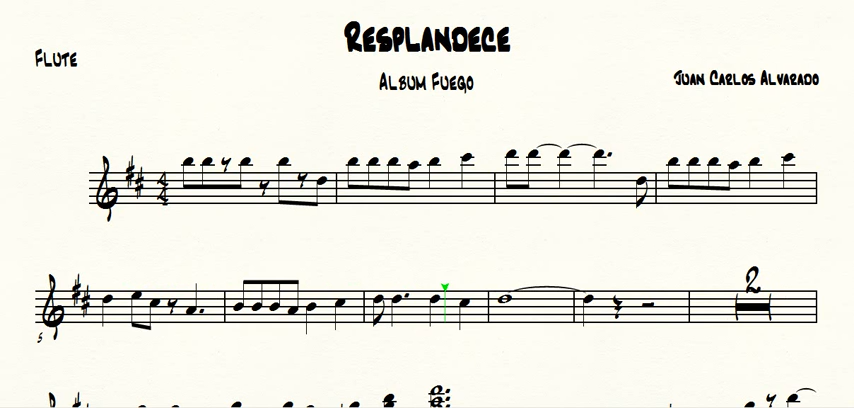 Resplandece
Flute
Album Fuego
Juan Carlos Alvarado
4
4
5
2